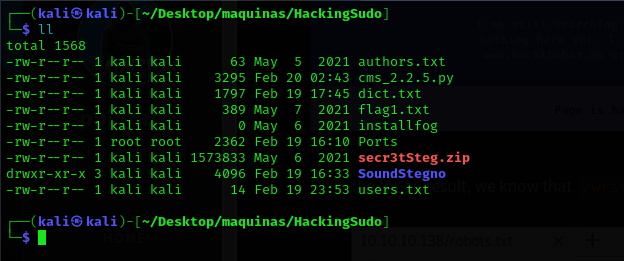 ┌──(kali㉿kali)-[~/Desktop/maquinas/HackingSudo]
└─$ ll
total 1568
-rw-r--r-- 1 kali kali      63 May  5  2021 authors.txt
-rw-r--r-- 1 kali kali    3295 Feb 20 02:43 cms_2.2.5.py
-rw-r--r-- 1 kali kali    1797 Feb 19 17:45 dict.txt
-rw-r--r-- 1 kali kali     389 May  7  2021 flag1.txt
-rw-r--r-- 1 kali kali       0 May  6  2021 installfog
-rw-r--r-- 1 root root    2362 Feb 19 16:10 Ports
-rw-r--r-- 1 kali kali 1573833 May  6  2021 secr3tSteg.zip
drwxr-xr-x 3 kali kali    4096 Feb 19 16:33 SoundStegno
-rw-r--r-- 1 kali kali      14 Feb 19 23:53 users.txt
┌──(kali㉿kali)-[~/Desktop/maquinas/HackingSudo]
└─$